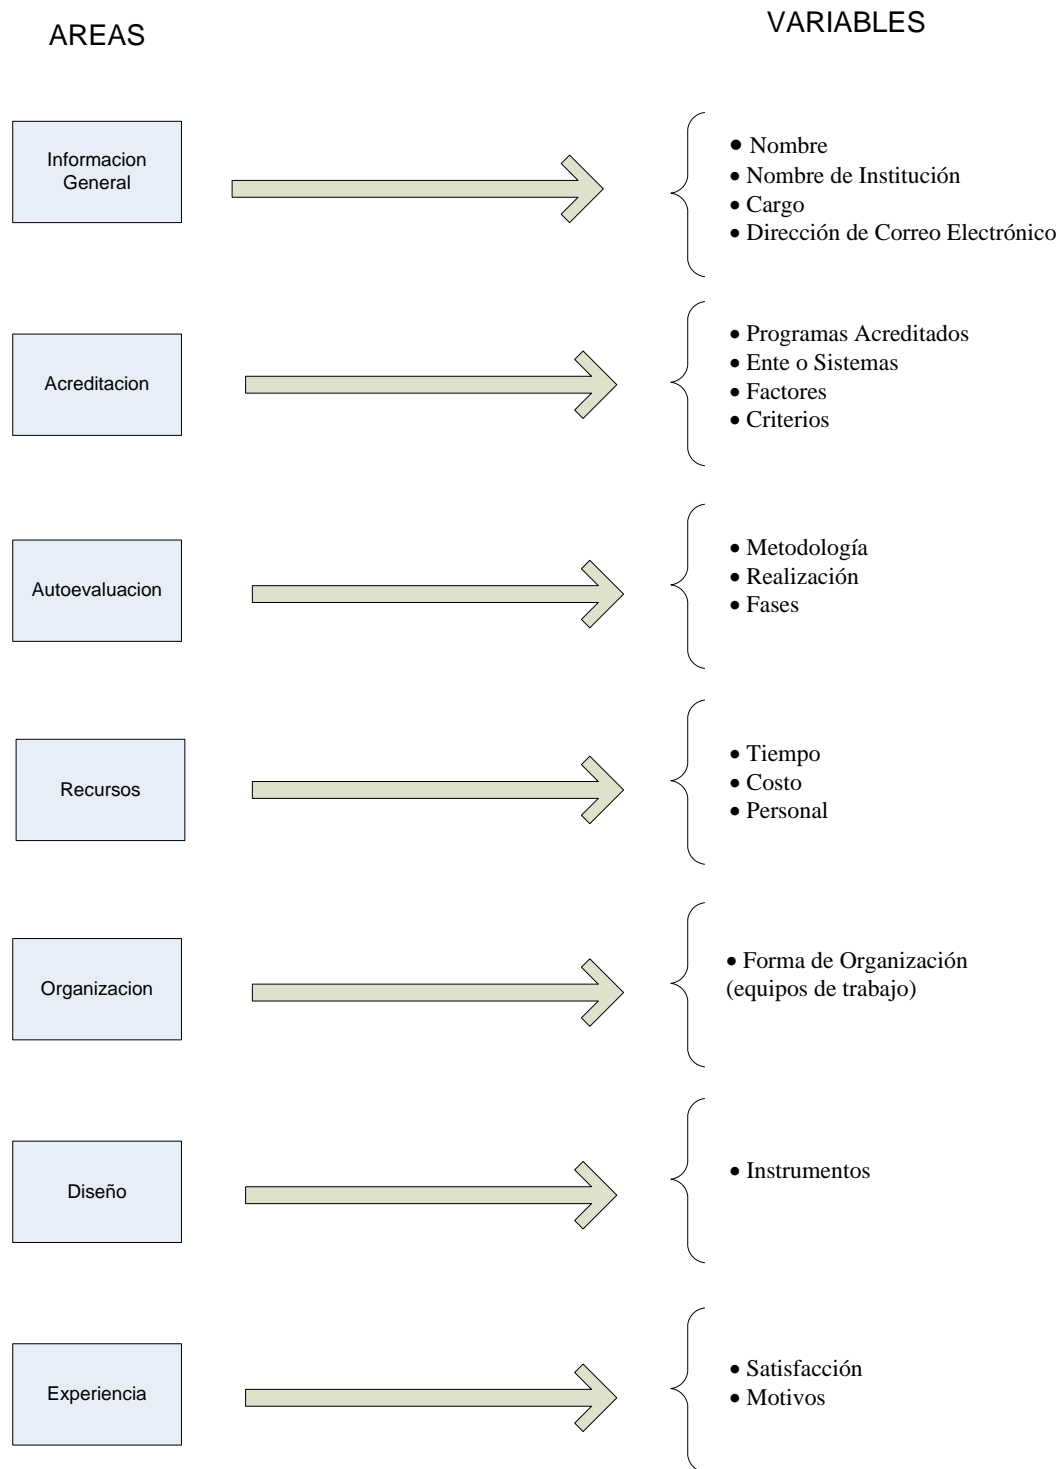 AREAS
VARIABLES
Informacion
General
• Nombre
• Nombre de Institución
• Cargo
• Dirección de Correo Electrónico
Acreditacion
• Programas Acreditados
• Ente o Sistemas
• Factores
• Criterios
Autoevaluacion
• Metodología
• Realización
• Fases
Recursos
• Tiempo
• Costo
• Personal
Organizacion
• Forma de Organización
(equipos de trabajo)
Diseño
• Instrumentos
Experiencia
• Satisfacción
• Motivos